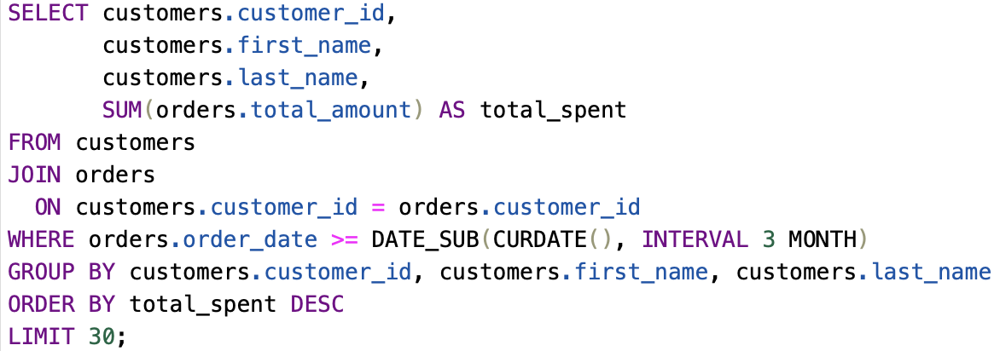 SELECT customers.customer_id,
       customers.first_name,
       customers.last_name,
       SUM(orders.total_amount) AS total_spent
FROM customers
JOIN orders
  ON customers.customer_id = orders.customer_id
WHERE orders.order_date >= DATE_SUB(CURDATE(), INTERVAL 3 MONTH)
GROUP BY customers.customer_id, customers.first_name, customers.last_name
ORDER BY total_spent DESC
LIMIT 30;